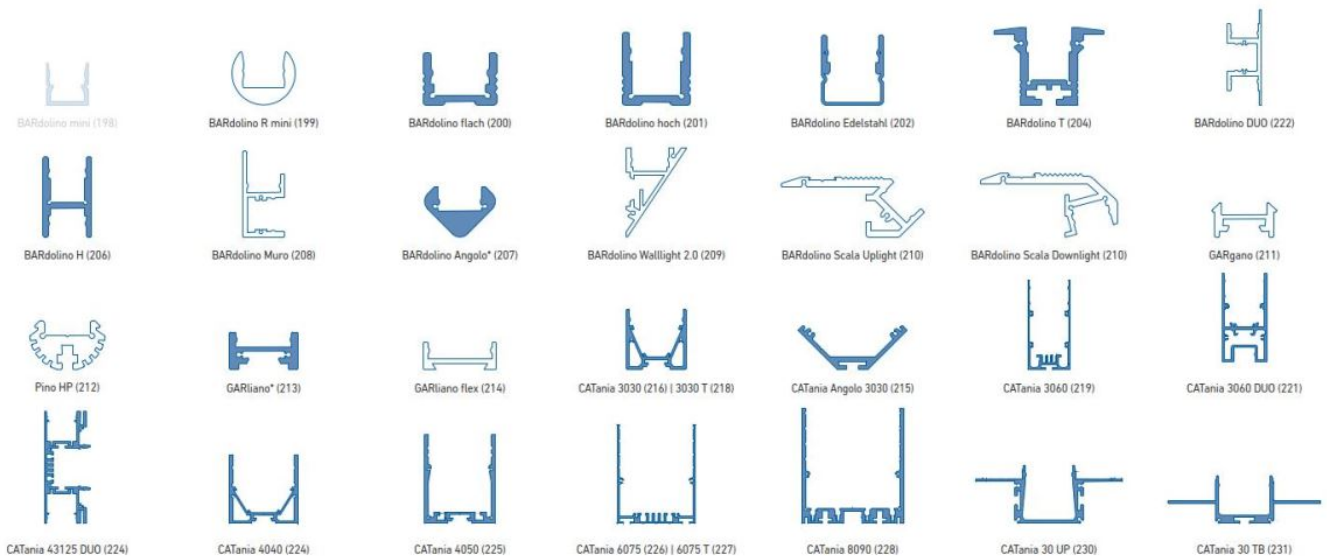 BARdolino mini (198)
BARdolino R mini (199)
BARdolino flach (200)
BARdolino hoch (201)
BARdolino Edelstahl (202)
BARdolino T (204)
BARdolino DUO (222)
BARdolino H (206)
BARdolino Muro (208)
BARdolino Angolo* (207)
BARdolino Walllight 2.0 (209)
BARdolino Scala Uplight (210)
BARdolino Scala Downlight (210)
GARgano (211)
Pino HP (212)
GARliano* (213)
GARliano flex (214)
CATania 3030 (216) | 3030 T (218)
CATania Angolo 3030 (215)
CATania 3060 (219)
CATania 3060 DUO (221)
CATania 43125 DUO (224)
CATania 4040 (224)
CATania 4050 (225)
CATania 6075 (226) | 6075 T (227)
CATania 8090 (228)
CATania 30 UP (230)
CATania 30 TB (231)